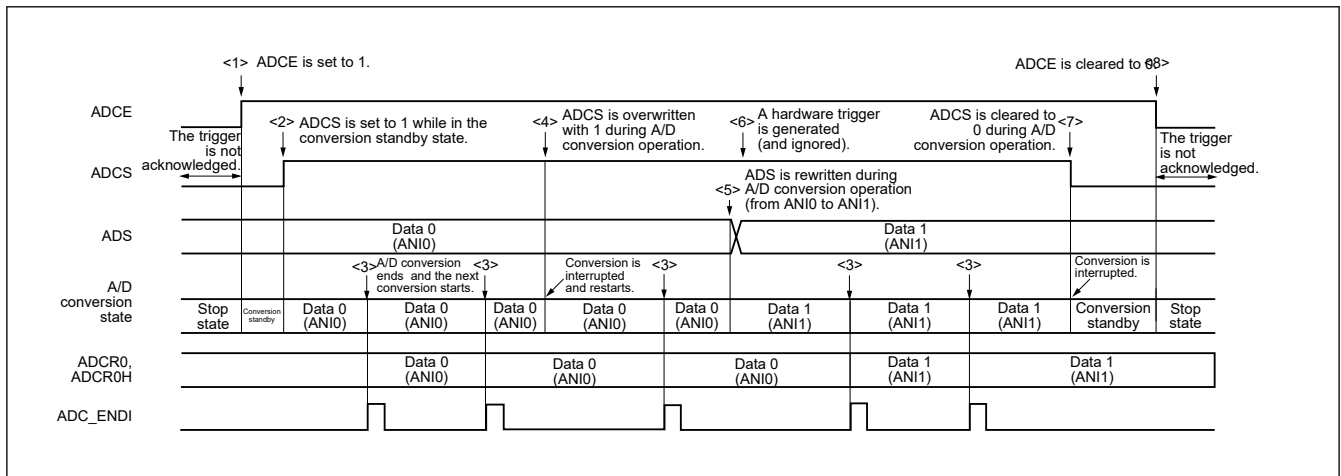 <1> ADCE is set to 1.
ADCE is cleared to 0. <8>
ADCE
The trigger
is not
acknowledged.
<2> ADCS is set to 1 while in the
conversion standby state.
<4> ADCS is overwritten
with 1 during A/D
conversion operation.
<6> A hardware trigger
is generated
(and ignored).
ADCS is cleared to <7>
0 during A/D
conversion operation.
The trigger
is not
acknowledged.
ADCS
ADS is rewritten during
<5> A/D conversion operation
(from ANI0 to ANI1).
ADS
Data 0
(ANI0)
Data 1
(ANI1)
<3> A/D conversion
ends and the next
conversion starts.
<3>
Conversion is
interrupted
and restarts.
<3>
<3>
<3>
Conversion is
interrupted.
A/D
conversion
state
Stop
state
Conversion
standby
Data 0
(ANI0)
Data 0
(ANI0)
Data 0
(ANI0)
Data 0
(ANI0)
Data 0
(ANI0)
Data 1
(ANI1)
Data 1
(ANI1)
Data 1
(ANI1)
Conversion
standby
Stop
state
ADCR0,
ADCR0H
Data 0
(ANI0)
Data 0
(ANI0)
Data 0
(ANI0)
Data 1
(ANI1)
Data 1
(ANI1)
ADC_ENDI